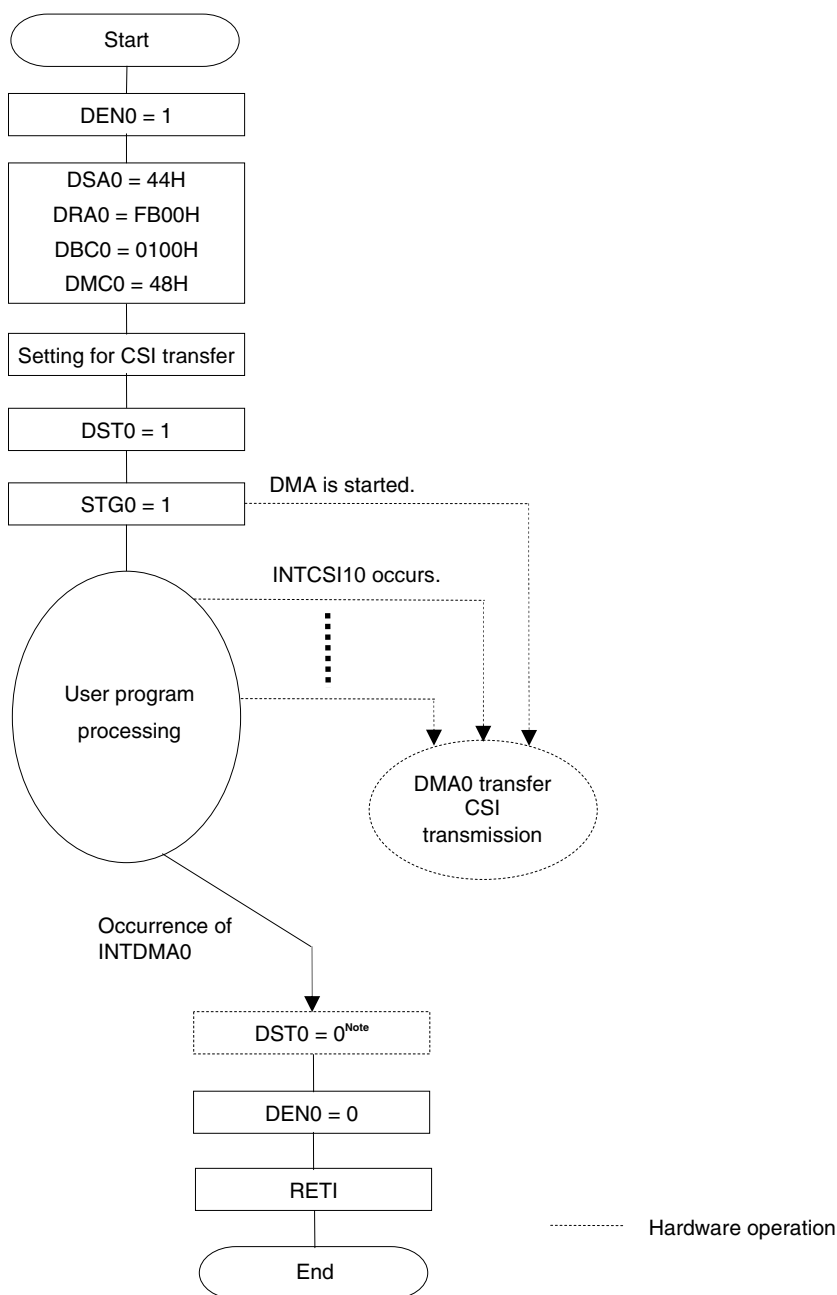 Start
DEN0 = 1
DSA0 = 44H
DRA0 = FB00H
DBC0 = 0100H
DMC0 = 48H
Setting for CSI transfer
DST0 = 1
STG0 = 1
DMA is started.
INTCSI10 occurs.
User program
processing
DMA0 transfer
CSI
transmission
Occurrence of
INTDMA0
DST0 = 0Note
DEN0 = 0
RETI
Hardware operation
End